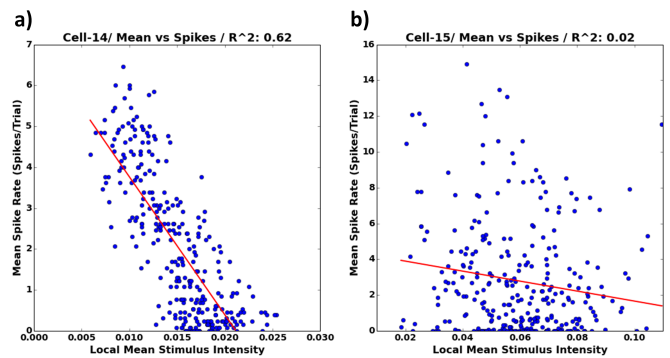 a)
Cell-14/ Mean vs Spikes / R^2: 0.62
Mean Spike Rate (Spikes/Trial)
7
6
5
4
3
2
1
0
0.000 0.005 0.010 0.015 0.020 0.025 0.030
Local Mean Stimulus Intensity
b)
Cell-15/ Mean vs Spikes / R^2: 0.02
Mean Spike Rate (Spikes/Trial)
16
14
12
10
8
6
4
2
0
0.02 0.04 0.06 0.08 0.10
Local Mean Stimulus Intensity